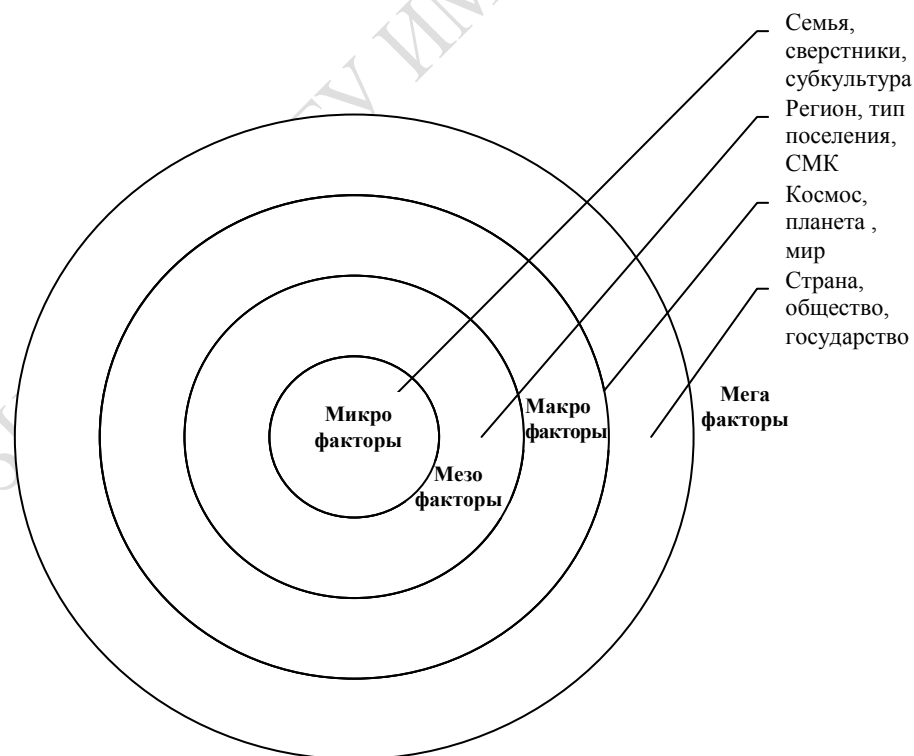 Семья,
сверстники,
субкультура
Регион, тип
поселения,
СМК
Космос,
планета ,
мир
Страна,
общество,
государство
Микро
факторы
Мезо
факторы
Макро
факторы
Мега
факторы